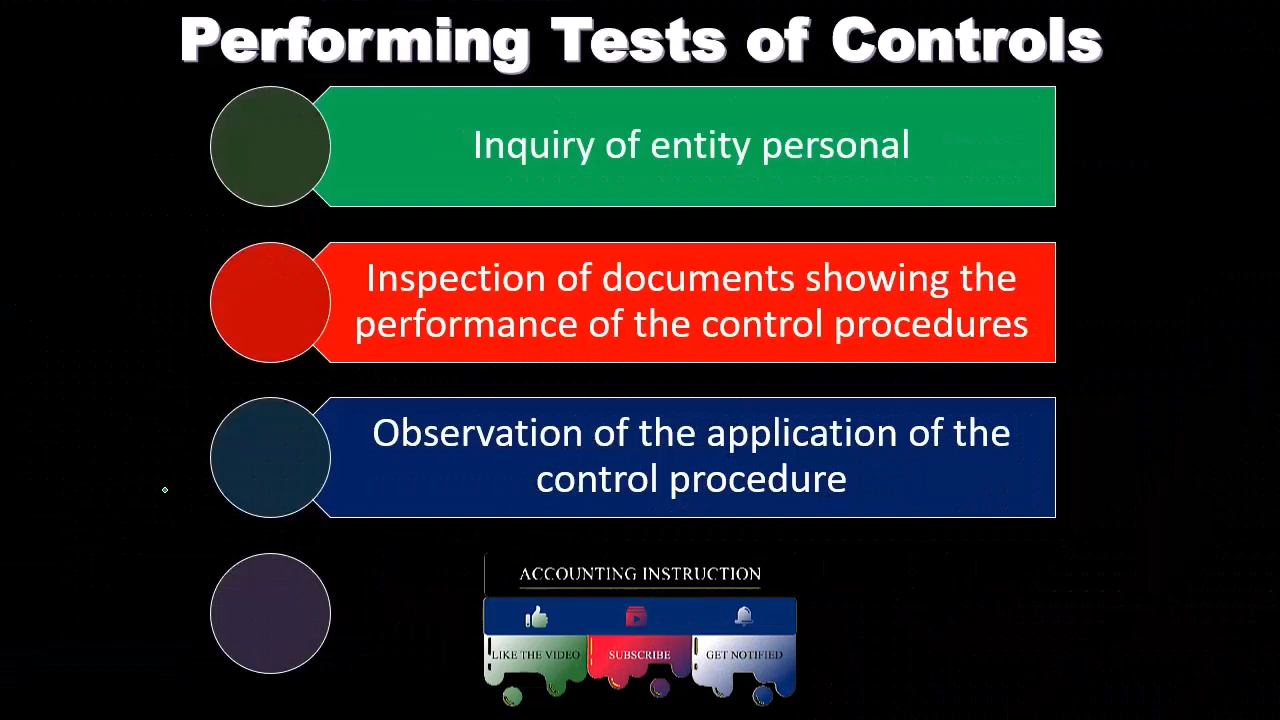 Performing Tests of Controls
Inquiry of entity personal
Inspection of documents showing the
performance of the control procedures
Observation of the application of the
control procedure
ACCOUNTING INSTRUCTION
LIKE THE VIDEO
SUBSCRIBE
GET NOTIFIED